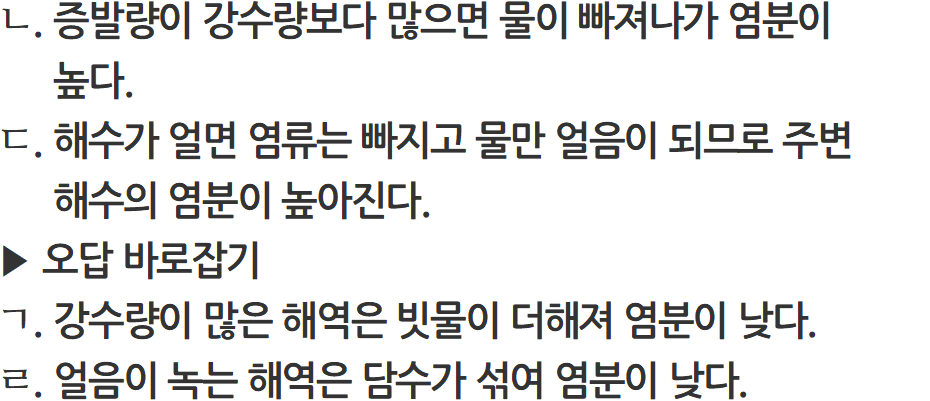 ㄴ. 증발량이 강수량보다 많으면 물이 빠져나가 염분이
높다.
ㄷ. 해수가 얼면 염류는 빠지고 물만 얼음이 되므로 주변
해수의 염분이 높아진다.
▶ 오답 바로잡기
ㄱ. 강수량이 많은 해역은 빗물이 더해져 염분이 낮다.
ㄹ. 얼음이 녹는 해역은 담수가 섞여 염분이 낮다.